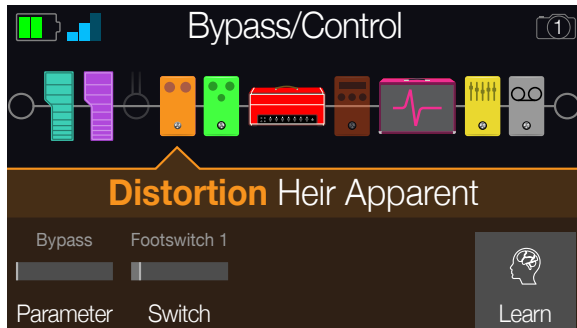 Bypass/Control
1
Distortion Heir Apparent
Bypass Footswitch 1
Parameter Switch Learn